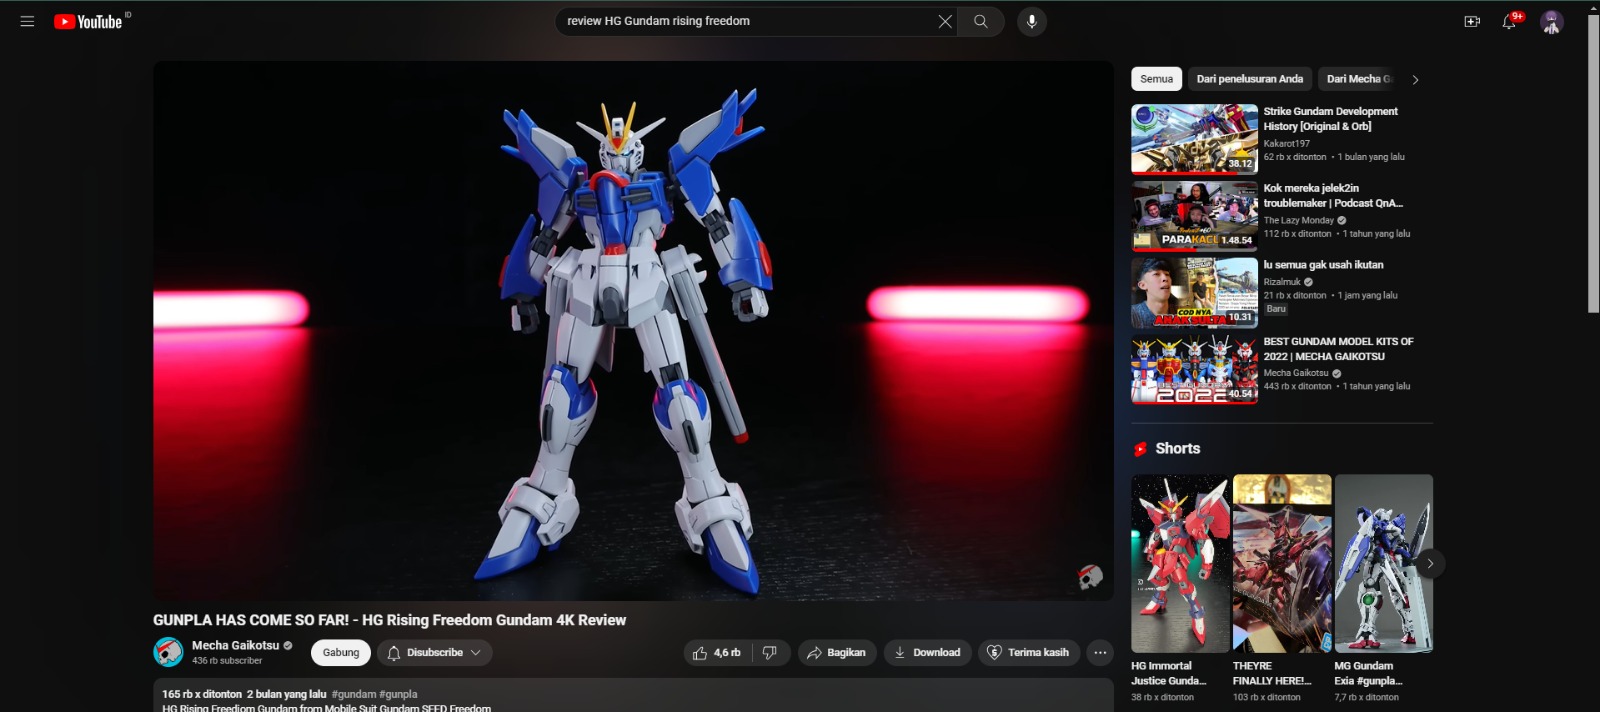 YouTube ID
review HG Gundam rising freedom
9+
Semua
Dari penelusuran Anda
Dari Mecha G
38.12
Strike Gundam Development
History [Original & Orb]
Kakarot197
62 rb x ditonton • 1 bulan yang lalu
PARAKACU
1.48.54
Kok mereka jelek2in
troublemaker | Podcast QnA...
The Lazy Monday
112 rb x ditonton • 1 tahun yang lalu
COD NYA
ANAK SULTAN
10.31
lu semua gak usah ikutan
Rizalmuk
21 rb x ditonton • 1 jam yang lalu
Baru
2022
40.54
BEST GUNDAM MODEL KITS OF
2022 | MECHA GAIKOTSU
Mecha Gaikotsu
443 rb x ditonton • 1 tahun yang lalu
Shorts
HG Immortal
Justice Gunda...
38 rb x ditonton
THEYRE
FINALLY HERE!...
103 rb x ditonton
MG Gundam
Exia #gunpla...
7,7 rb x ditonton
GUNPLA HAS COME SO FAR! - HG Rising Freedom Gundam 4K Review
Mecha Gaikotsu
436 rb subscriber
Gabung
Disubscribe
4,6 rb
Bagikan
Download
Terima kasih
165 rb x ditonton 2 bulan yang lalu #gundam #gunpla
HG Rising Freediom Gundam from Mobile Suit Gundam SEED Freedom